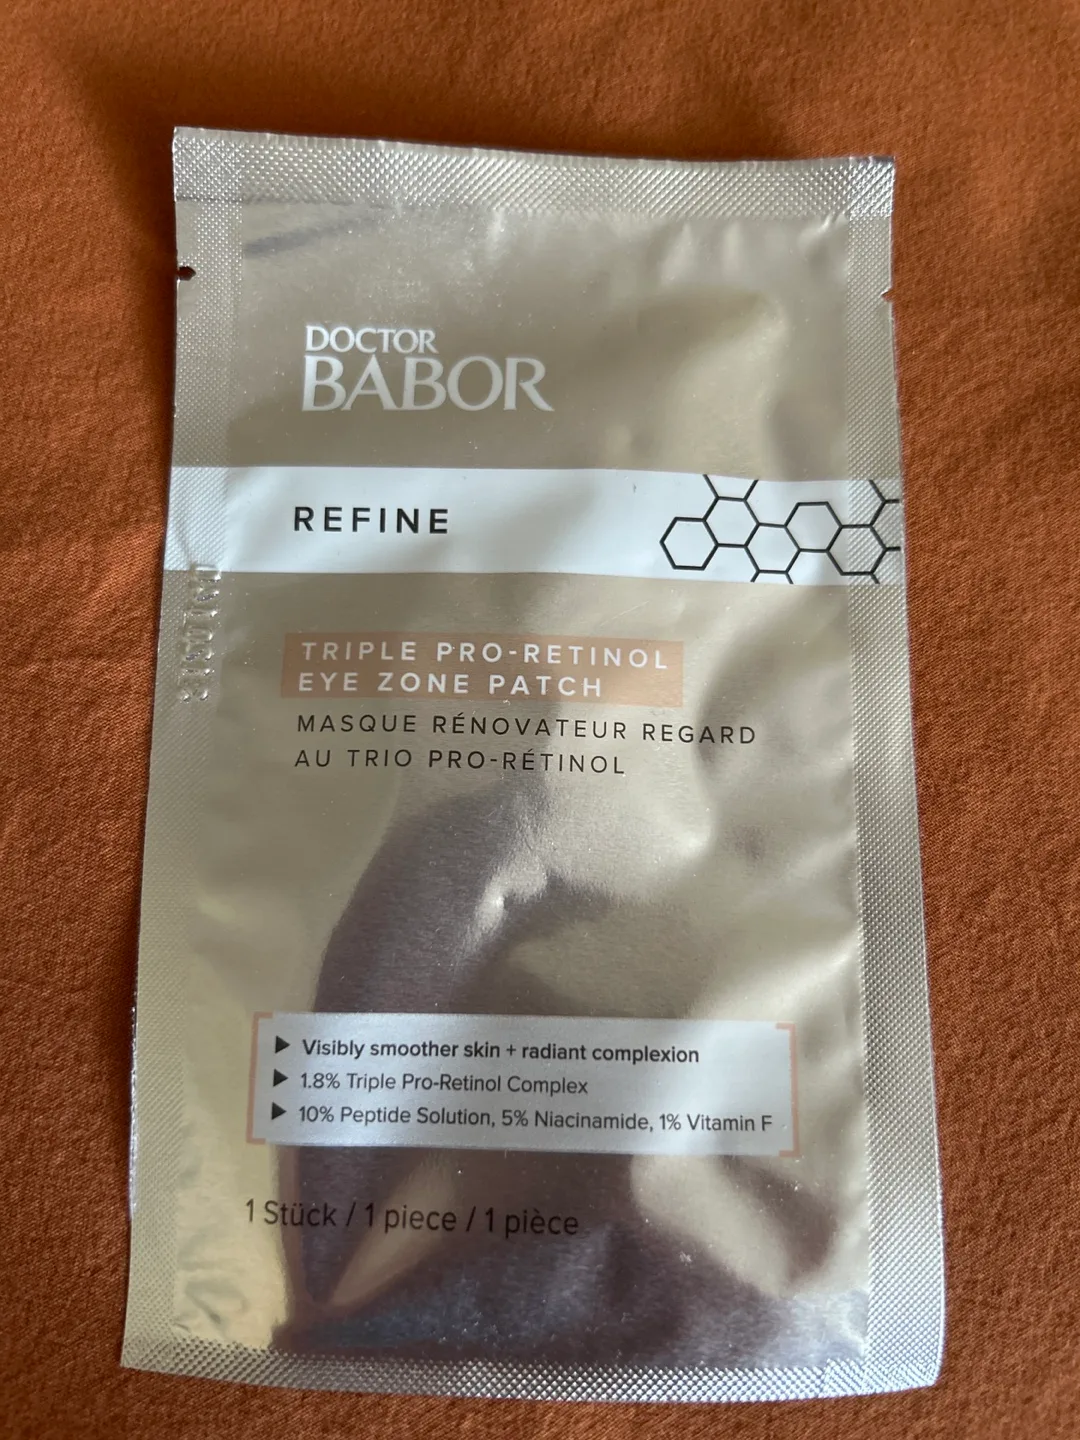 DOCTOR
BABOR
REFINE
TRIPLE PRO-RETINOL
EYE ZONE PATCH
MASQUE RÉNOVATEUR REGARD
AU TRIO PRO-RÉTINOL
▶ Visibly smoother skin + radiant complexion
▶ 1.8% Triple Pro-Retinol Complex
▶ 10% Peptide Solution, 5% Niacinamide, 1% Vitamin F
1 Stück / 1 piece / 1 pièce